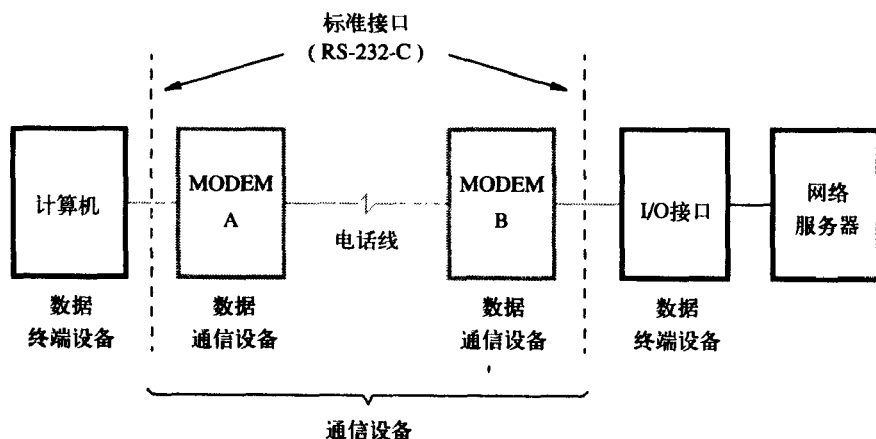 标准接口
(RS-232-C)
计算机
MODEM
A
电话线
MODEM
B
I/O接口
网络
服务器
数据
终端设备
数据
通信设备
数据
通信设备
数据
终端设备
通信设备